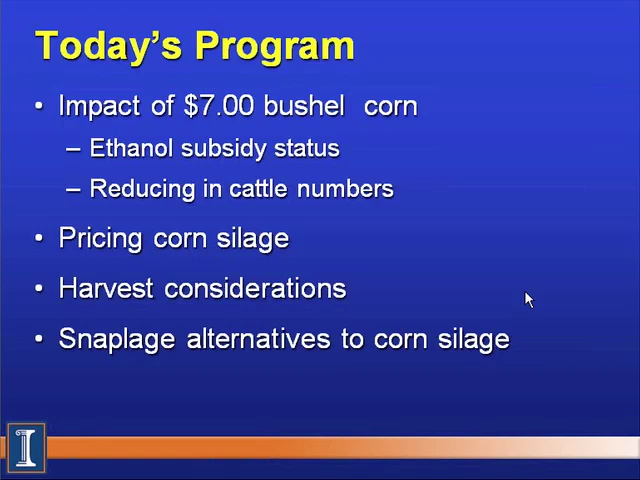 Today's Program
• Impact of $7.00 bushel  corn
– Ethanol subsidy status
– Reducing in cattle numbers
• Pricing corn silage
• Harvest considerations
• Snaplage alternatives to corn silage
I